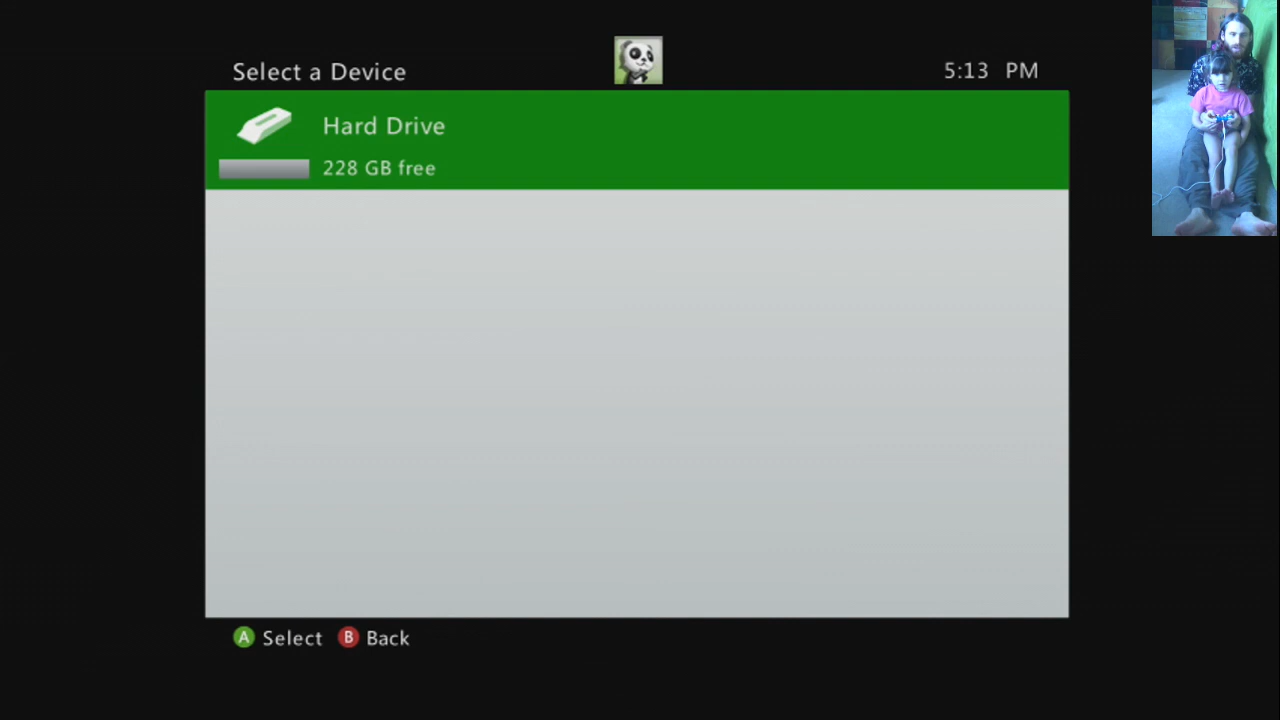 Select a Device
5:13 PM
Hard Drive
228 GB free
A Select B Back